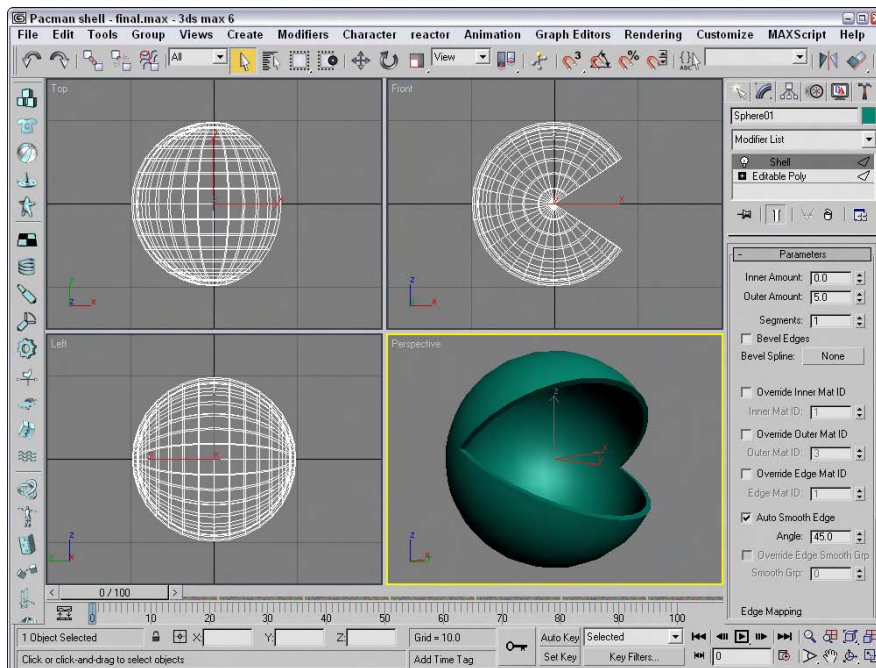 Pacman shell - final.max - 3ds max 6
File Edit Tools Group Views Create Modifiers Character reactor Animation Graph Editors Rendering Customize MAXScript Help
All
View
3
ABC
Top
Front
Sphere01
Modifier List
Shell
Editable Poly
Parameters
Inner Amount: 0.0
Outer Amount: 5.0
Segments: 1
Bevel Edges
Bevel Spline: None
Override Inner Mat ID
Inner Mat ID: 1
Override Outer Mat ID
Outer Mat ID: 3
Override Edge Mat ID
Edge Mat ID: 1
Auto Smooth Edge
Angle: 45.0
Override Edge Smooth Grp
Smooth Grp: 0
Edge Mapping
x
x
y
z
x
z
x
Left
Perspective
x
z
y
x
z
x
y
z
x
y
0 / 100
0 10 20 30 40 50 60 70 80 90 100
1 Object Selected X: Y: Z: Grid = 10.0 Auto Key Selected
Click or click-and-drag to select objects Add Time Tag Set Key Key Filters... 0